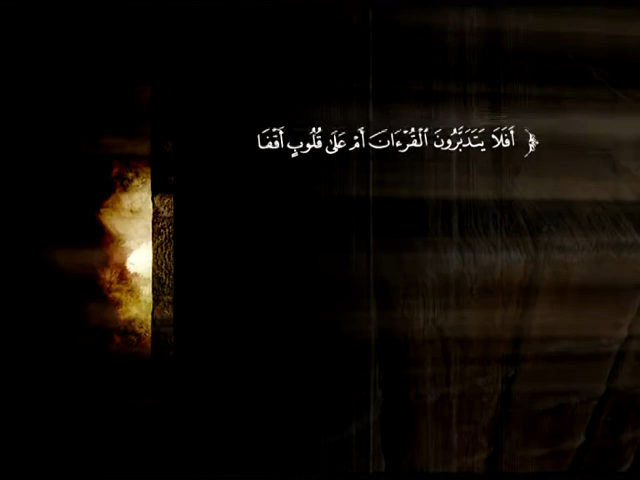 ﴿ أَفَلَا يَتَدَبَّرُونَ ٱلْقُرْءَانَ أَمْ عَلَىٰ قُلُوبٍ أَقْفَا